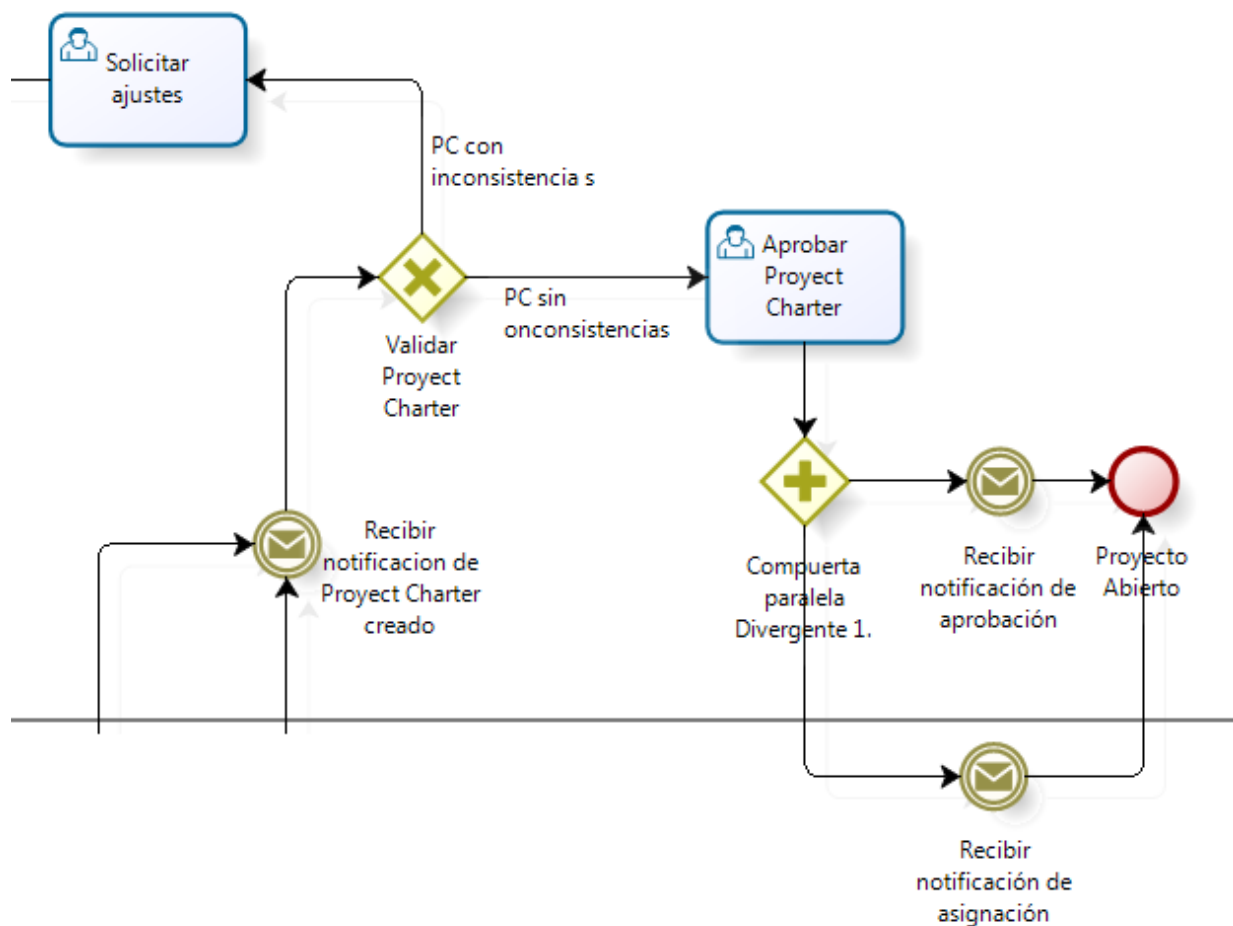 Solicitar
ajustes
PC con
inconsistencia s
Aprobar
Proyect
Charter
PC sin
onconsistencias
Validar
Proyect
Charter
Recibir
notificacion de
Proyect Charter
creado
Compuerta
paralela
Divergente 1.
Recibir
notificación de
aprobación
Proyecto
Abierto
Recibir
notificación de
asignación